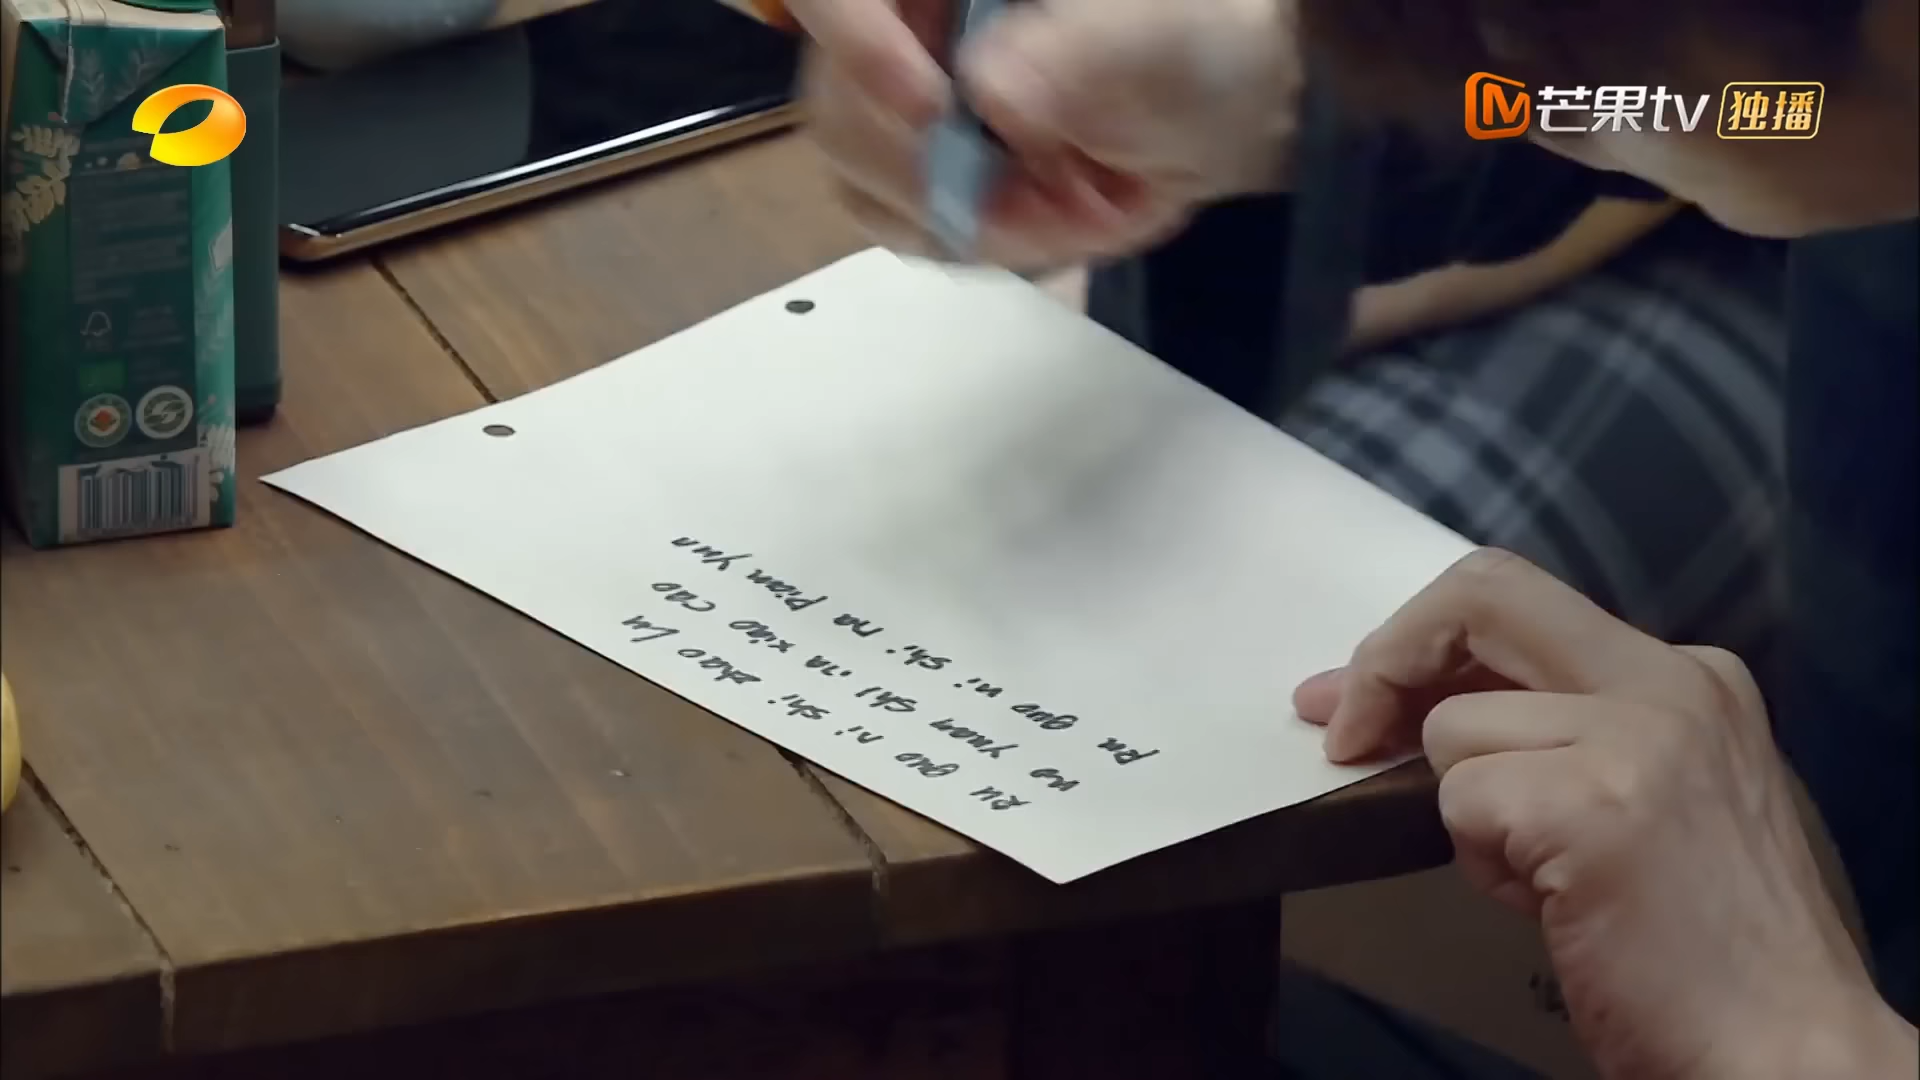 芒果tv 独播
Ru guo ni shi zhao Lu
wo yuan shi na xiao cao
Ru guo ni shi na Pian yun